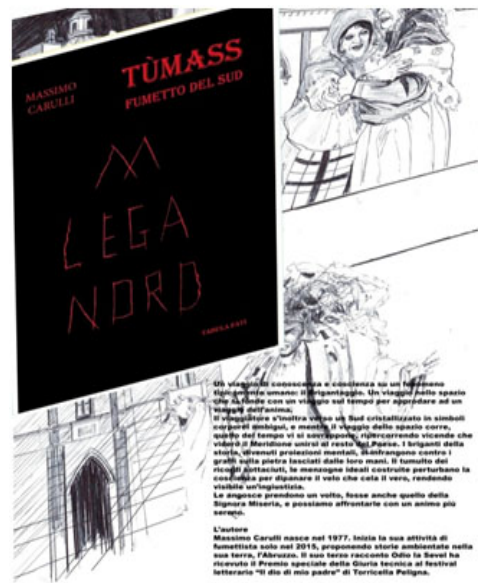 MASSIMO
CARULLI
TÙMASS
FUMETTO DEL SUD
M
LEGA
NORD
TABULA FATI
Un viaggio di conoscenza e coscienza su un fenomeno
tipicamente umano: il Brigantaggio. Un viaggio nello spazio
che si fonde con un viaggio sul tempo per approdare ad un
viaggio dell'anima.
Il viaggiatore s'inoltra verso un Sud cristallizzato in simboli
corporei ambigui, e mentre il viaggio dello spazio corre,
quello del tempo vi si sovrappone, ripercorrendo vicende che
videro il Meridione unirsi al resto del Paese. I briganti della
storia, divenuti proiezioni mentali, si infrangono contro i
graffi sulla pietra lasciati dalle loro mani. Il tumulto dei
ricordi sottaciuti, le menzogne ideali costruite perturbano la
coscienza per dipanare il velo che cela il vero, rendendo
visibile un'ingiustizia.
Le angosce prendono un volto, fosse anche quello della
Signora Miseria, e possiamo affrontarle con un animo più
sereno.
L'autore
Massimo Carulli nasce nel 1977. Inizia la sua attività di
fumettista solo nel 2015, proponendo storie ambientate nella
sua terra, l'Abruzzo. Il suo terzo racconto Odio la Sevel ha
ricevuto il Premio speciale della Giuria tecnica al festival
letterario "Il dio di mio padre" di Torricella Peligna.